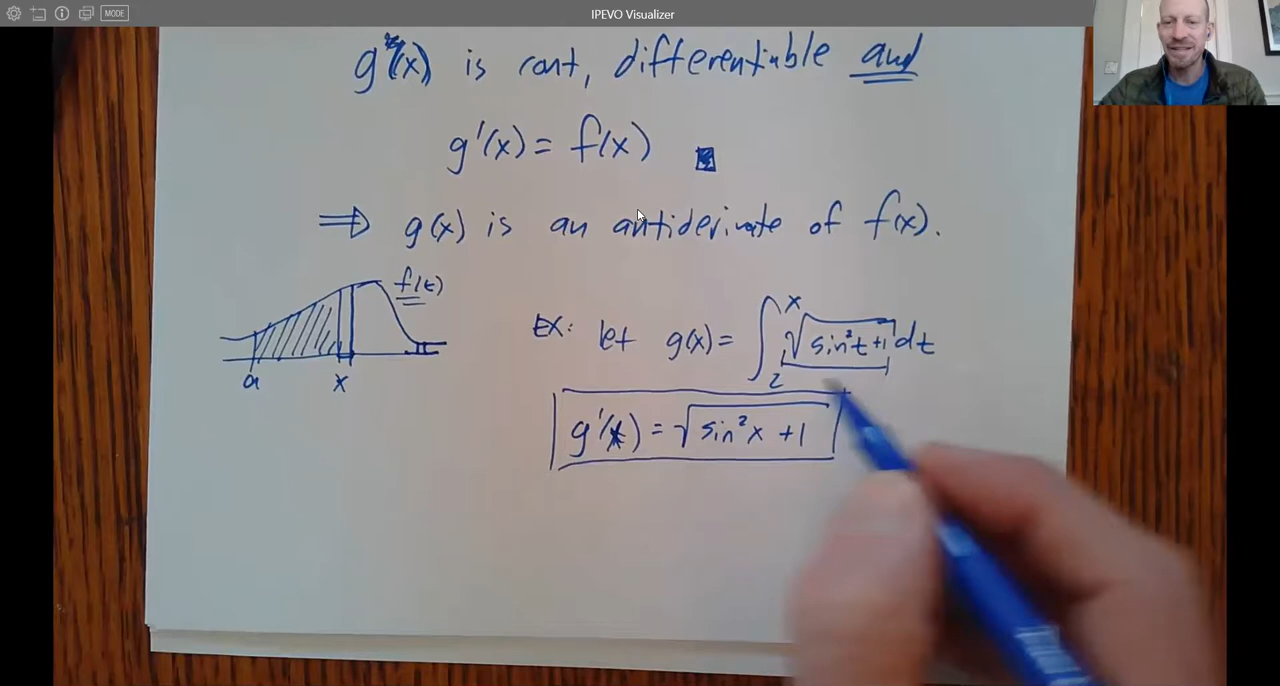 MODE
IPEVO Visualizer
g(x) is cont, differentiable and
g'(x) = f(x)
⇒ g(x) is an antiderivate of f(x).
f(t)
a x
EX: let g(x) = ∫₂ˣ √(sin²t+1) dt
g'(x) = √(sin²x +1)